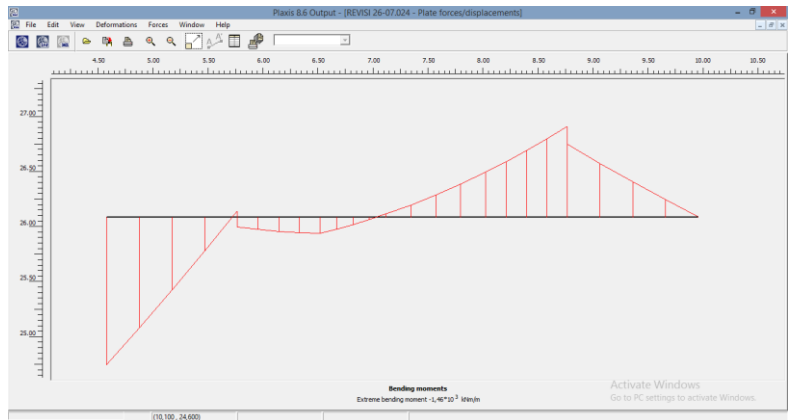 Plaxis 8.6 Output - [REVISI 26-07.024 - Plate forces/displacements]
File Edit View Deformations Forces Window Help
4.50 5.00 5.50 6.00 6.50 7.00 7.50 8.00 8.50 9.00 9.50 10.00 10.50
27.00
26.50
26.00
25.50
25.00
Bending moments
Extreme bending moment -1,46*10 3 kNm/m
Activate Windows
Go to PC settings to activate Windows.
(10,100 , 24,600)